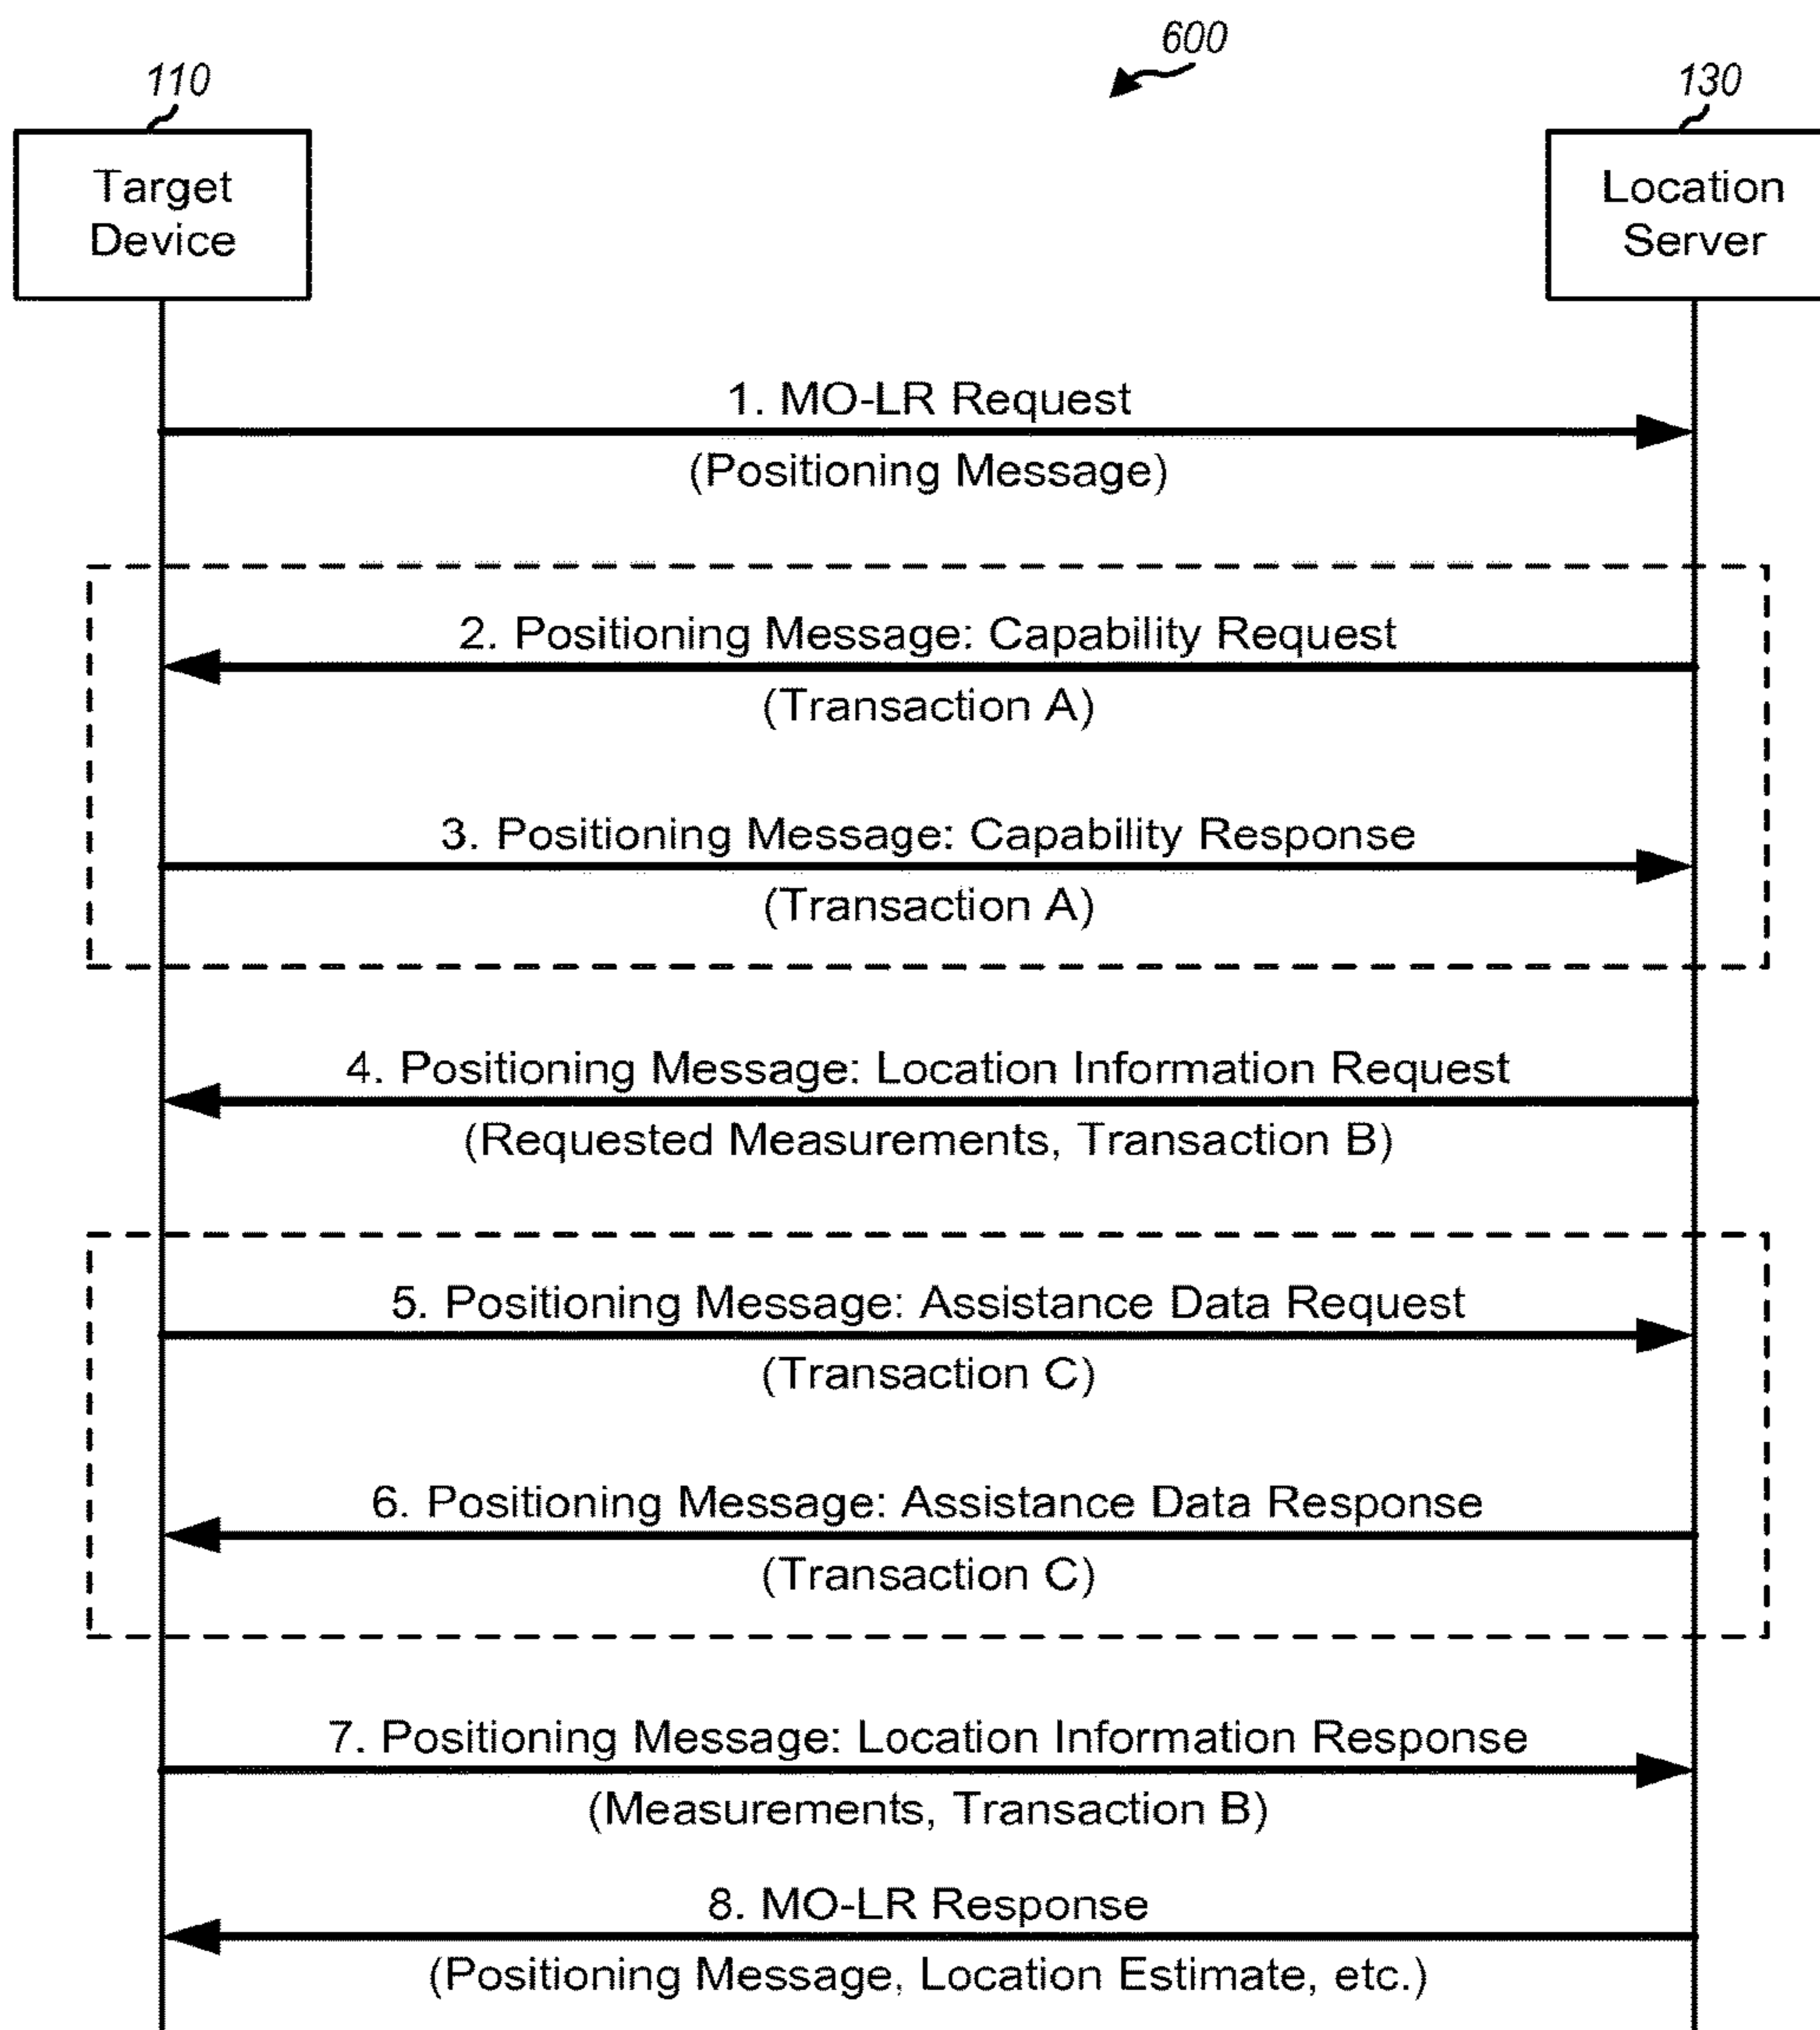 600
110
130
Target
Device
Location
Server
1. MO-LR Request
(Positioning Message)
2. Positioning Message: Capability Request
(Transaction A)
3. Positioning Message: Capability Response
(Transaction A)
4. Positioning Message: Location Information Request
(Requested Measurements, Transaction B)
5. Positioning Message: Assistance Data Request
(Transaction C)
6. Positioning Message: Assistance Data Response
(Transaction C)
7. Positioning Message: Location Information Response
(Measurements, Transaction B)
8. MO-LR Response
(Positioning Message, Location Estimate, etc.)